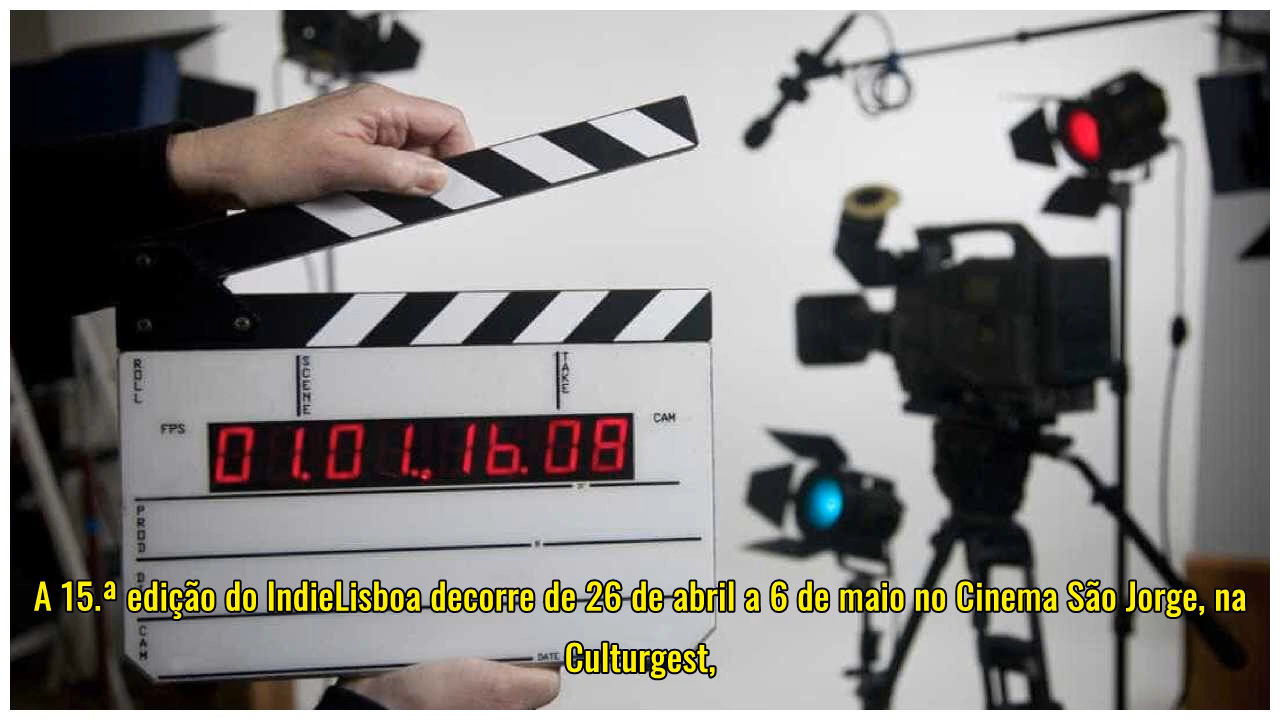 ROLL
SCENE
TAKE
FPS
CAM
01.01.16.08
PROD
CAM
DATE
A 15.ª edição do IndieLisboa decorre de 26 de abril a 6 de maio no Cinema São Jorge, na
Culturgest,